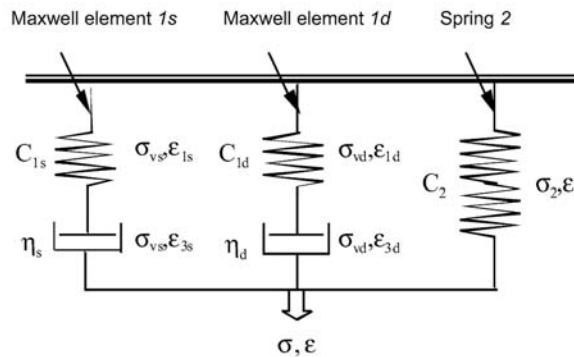 Maxwell element 1s Maxwell element 1d Spring 2
C1s σvs,ε1s C1d σvd,ε1d C2 σ2,ε
ηs σvs,ε3s ηd σvd,ε3d
σ,ε